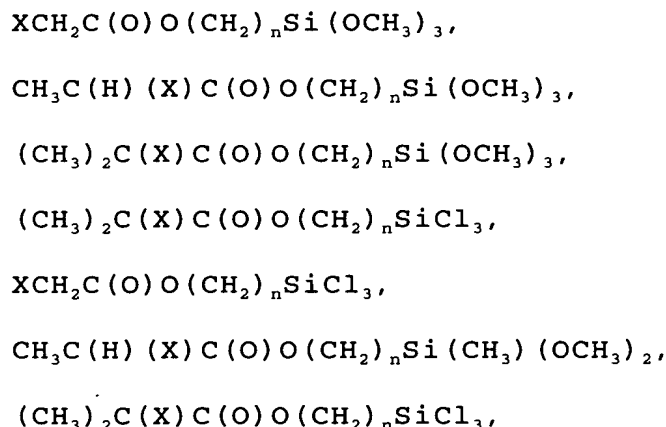 XCH₂C(O)O(CH₂)ₙSi(OCH₃)₃,
CH₃C(H)(X)C(O)O(CH₂)ₙSi(OCH₃)₃,
(CH₃)₂C(X)C(O)O(CH₂)ₙSi(OCH₃)₃,
(CH₃)₂C(X)C(O)O(CH₂)ₙSiCl₃,
XCH₂C(O)O(CH₂)ₙSiCl₃,
CH₃C(H)(X)C(O)O(CH₂)ₙSi(CH₃)(OCH₃)₂,
(CH₃)₂C(X)C(O)O(CH₂)ₙSiCl₃,